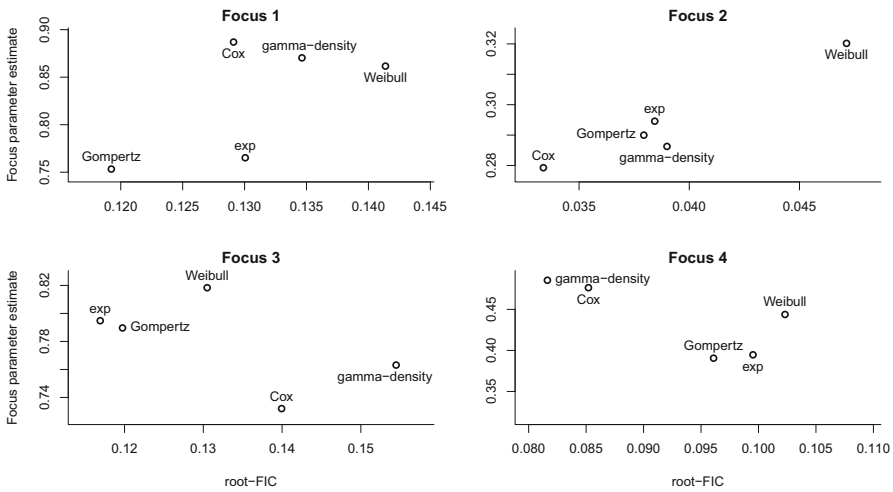 Focus 1
Focus parameter estimate
0.90
0.85
0.80
0.75
Cox
gamma−density
Weibull
Gompertz
exp
0.120 0.125 0.130 0.135 0.140 0.145
Focus 2
0.32
0.30
0.28
Weibull
exp
Gompertz
gamma−density
Cox
0.035 0.040 0.045
Focus 3
Focus parameter estimate
0.82
0.78
0.74
Weibull
exp
Gompertz
gamma−density
Cox
0.12 0.13 0.14 0.15
root−FIC
Focus 4
0.45
0.40
0.35
gamma−density
Cox
Weibull
Gompertz
exp
0.080 0.085 0.090 0.095 0.100 0.105 0.110
root−FIC